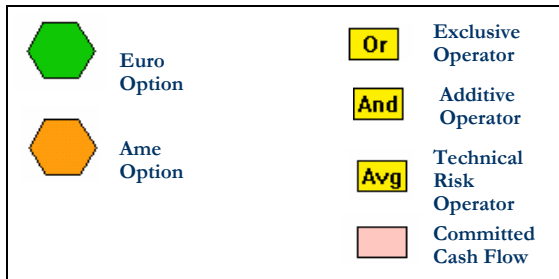 Euro
Option
Ame
Option
Or
Exclusive
Operator
And
Additive
Operator
Avg
Technical
Risk
Operator
Committed
Cash Flow